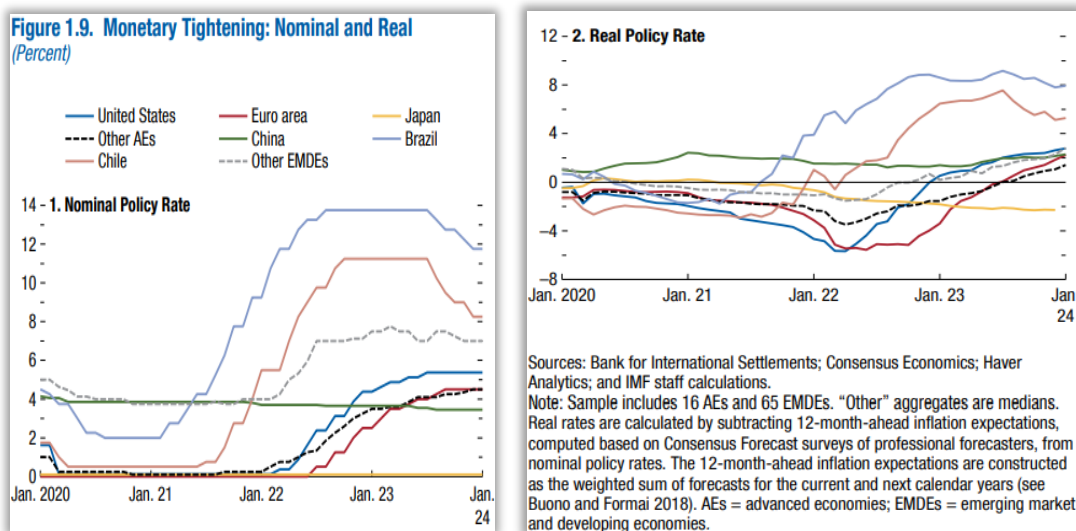 Figure 1.9. Monetary Tightening: Nominal and Real
(Percent)
United States
Euro area
Japan
Other AEs
China
Brazil
Chile
Other EMDEs
14 – 1. Nominal Policy Rate
12 –
10 –
8 –
6 –
4 –
2 –
0
Jan. 2020
Jan. 21
Jan. 22
Jan. 23
Jan.
24
12 – 2. Real Policy Rate
8 –
4 –
0
–4 –
–8
Jan. 2020
Jan. 21
Jan. 22
Jan. 23
Jan
24
Sources: Bank for International Settlements; Consensus Economics; Haver
Analytics; and IMF staff calculations.
Note: Sample includes 16 AEs and 65 EMDEs. “Other” aggregates are medians.
Real rates are calculated by subtracting 12-month-ahead inflation expectations,
computed based on Consensus Forecast surveys of professional forecasters, from
nominal policy rates. The 12-month-ahead inflation expectations are constructed
as the weighted sum of forecasts for the current and next calendar years (see
Buono and Formai 2018). AEs = advanced economies; EMDEs = emerging market
and developing economies.